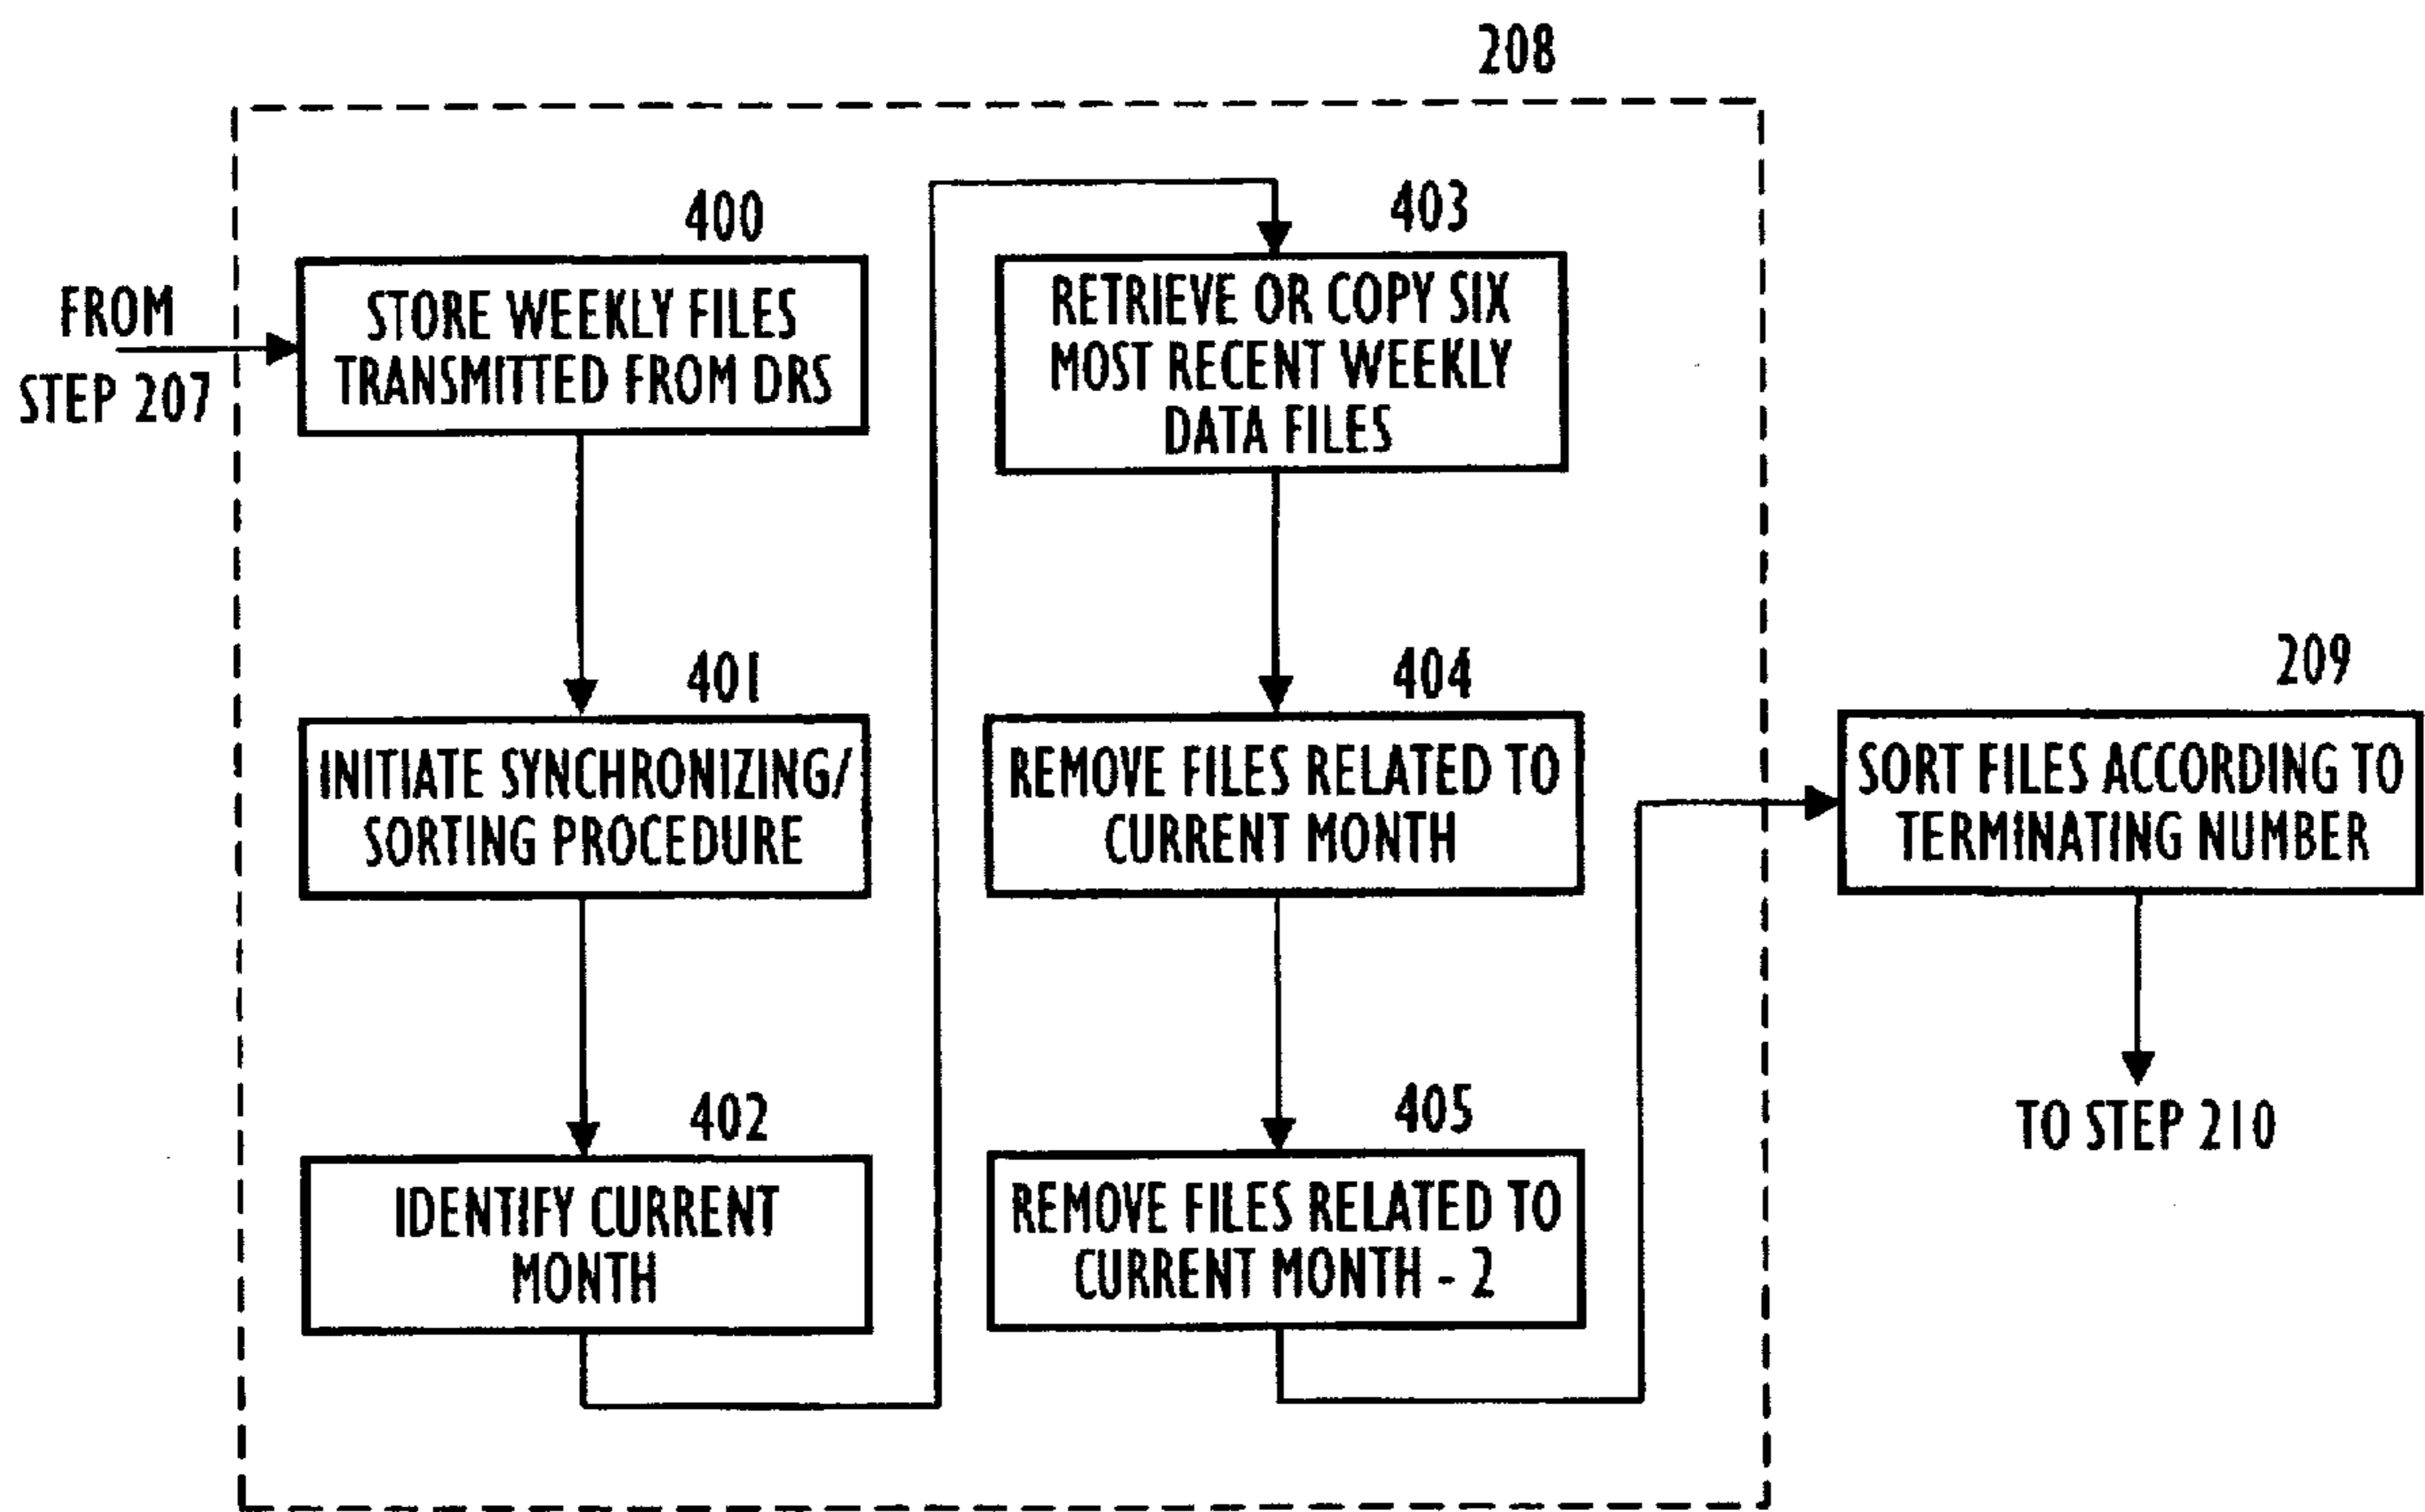 208
FROM
STEP 207
400
STORE WEEKLY FILES
TRANSMITTED FROM DRS
401
INITIATE SYNCHRONIZING/
SORTING PROCEDURE
402
IDENTIFY CURRENT
MONTH
403
RETRIEVE OR COPY SIX
MOST RECENT WEEKLY
DATA FILES
404
REMOVE FILES RELATED TO
CURRENT MONTH
405
REMOVE FILES RELATED TO
CURRENT MONTH - 2
209
SORT FILES ACCORDING TO
TERMINATING NUMBER
TO STEP 210